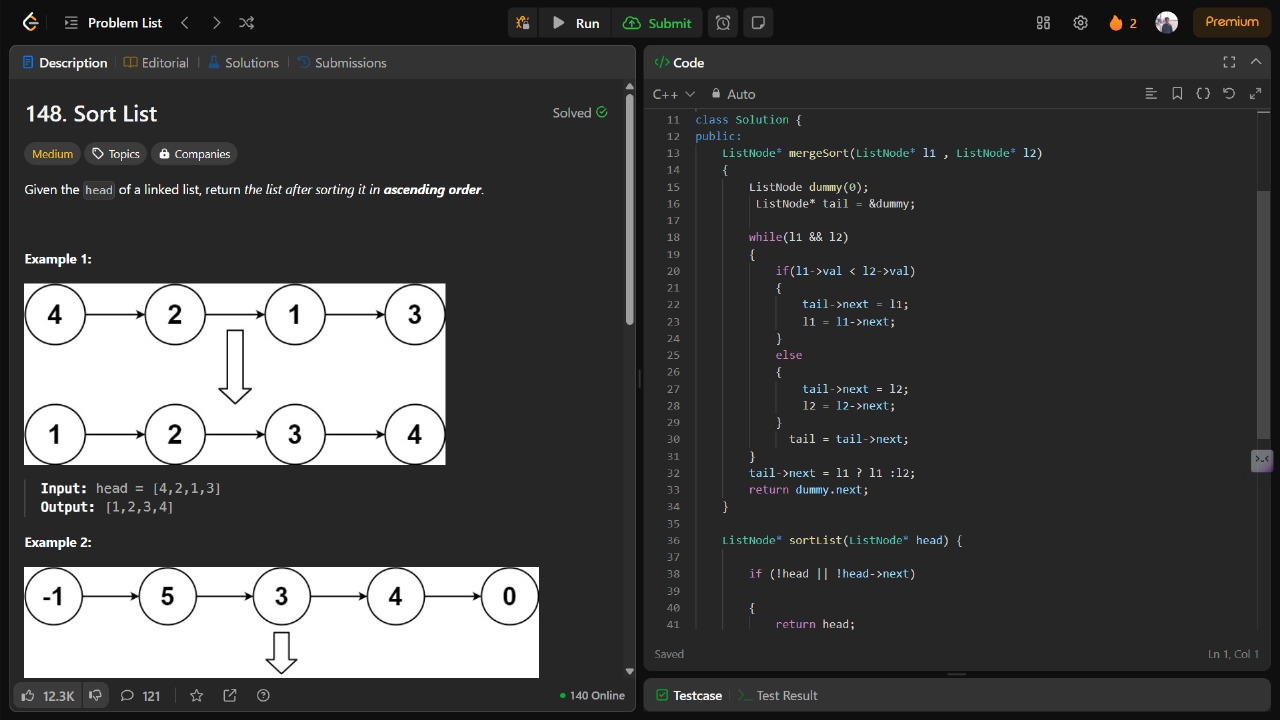 Problem List
Run
Submit
2
Premium
Description
Editorial
Solutions
Submissions
148. Sort List
Solved
Medium
Topics
Companies
Given the head of a linked list, return the list after sorting it in ascending order.
Example 1:
4 2 1 3
1 2 3 4
Input: head = [4,2,1,3]
Output: [1,2,3,4]
Example 2:
-1 5 3 4 0
12.3K
121
140 Online
</> Code
C++
Auto
11 class Solution {
12 public:
13 ListNode* mergeSort(ListNode* l1 , ListNode* l2)
14 {
15 ListNode dummy(0);
16 ListNode* tail = &dummy;
17
18 while(l1 && l2)
19 {
20 if(l1->val < l2->val)
21 {
22 tail->next = l1;
23 l1 = l1->next;
24 }
25 else
26 {
27 tail->next = l2;
28 l2 = l2->next;
29 }
30 tail = tail->next;
31 }
32 tail->next = l1 ? l1 :l2;
33 return dummy.next;
34 }
35
36 ListNode* sortList(ListNode* head) {
37
38 if (!head || !head->next)
39
40 {
41 return head;
Saved
Ln 1, Col 1
Testcase
Test Result